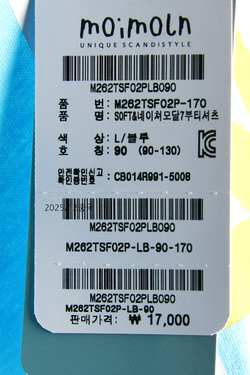 moimoln
UNIQUE SCANDISTYLE
M262TSF02PLB090
품 번: M262TSF02P-170
품 명: SOFT&네이쳐모달7부티셔츠
색 상: L/블루
호 칭: 90 (90-130)
안전확인신고
확인증번호 : CB014R991-5008
M262TSF02PLB090
M262TSF02P-LB-90-170
M262TSF02PLB090
M262TSF02P-LB-90
판매가격: ₩ 17,000